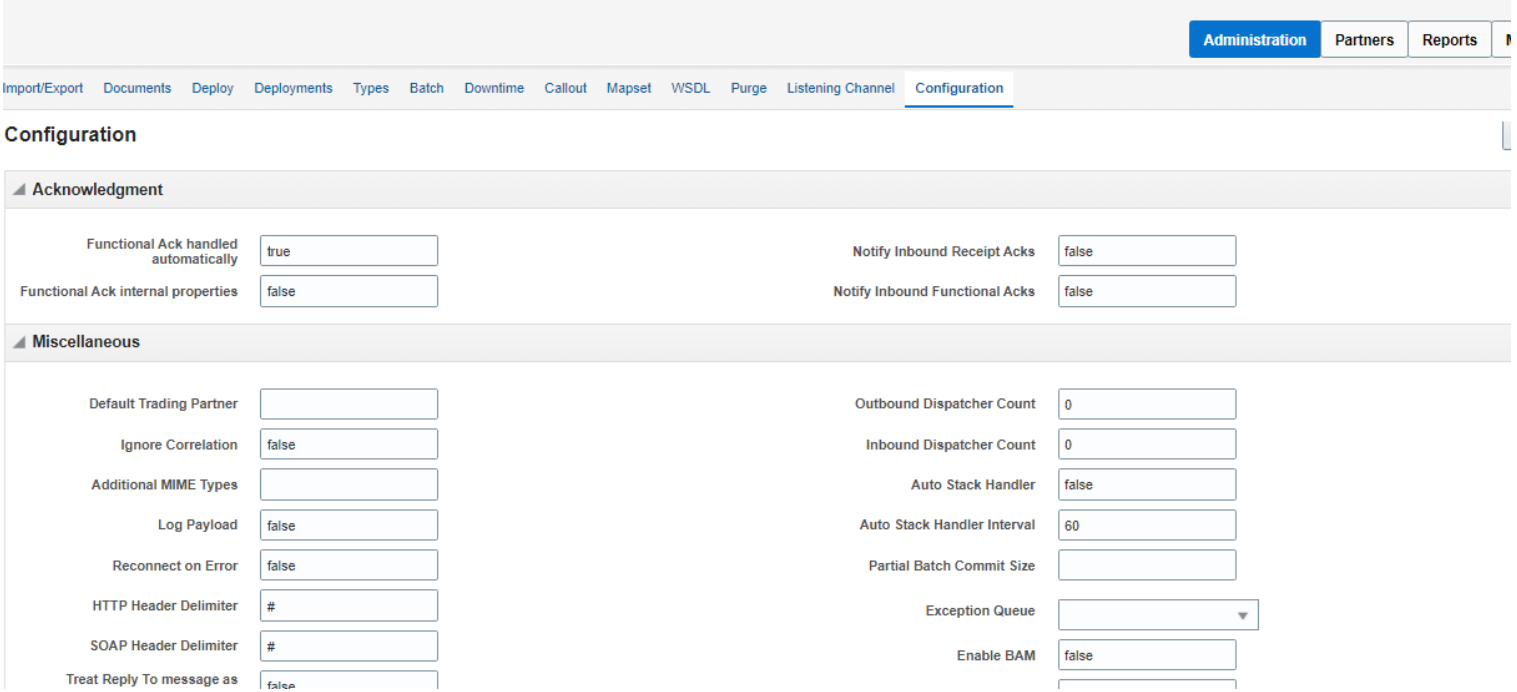 Administration Partners Reports
Import/Export Documents Deploy Deployments Types Batch Downtime Callout Mapset WSDL Purge Listening Channel Configuration
Configuration
Acknowledgment
Functional Ack handled
automatically
true
Notify Inbound Receipt Acks
false
Functional Ack internal properties
false
Notify Inbound Functional Acks
false
Miscellaneous
Default Trading Partner
Outbound Dispatcher Count
0
Ignore Correlation
false
Inbound Dispatcher Count
0
Additional MIME Types
Auto Stack Handler
false
Log Payload
false
Auto Stack Handler Interval
60
Reconnect on Error
false
Partial Batch Commit Size
HTTP Header Delimiter
#
Exception Queue
SOAP Header Delimiter
#
Enable BAM
false
Treat Reply To message as
false